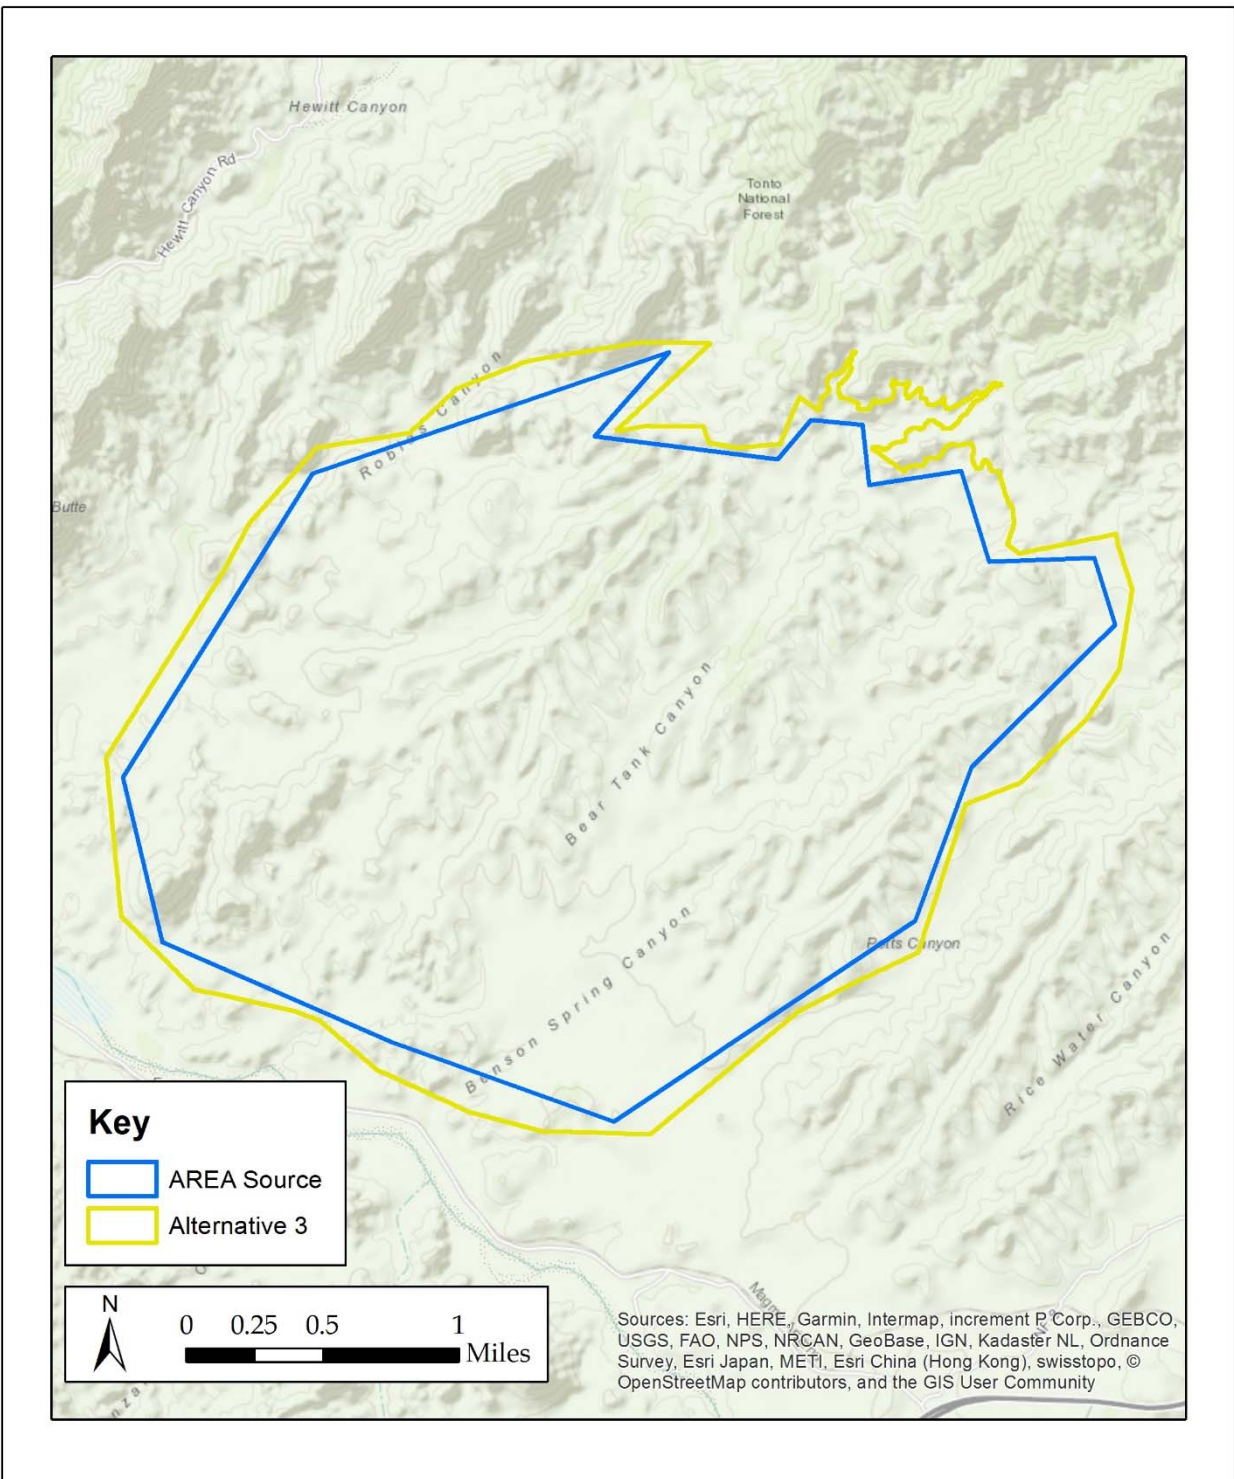 Hewitt Canyon
Hewitt Canyon Rd
Tonto
National
Forest
Robles Canyon
Butte
Bear Tank Canyon
Benson Spring Canyon
Potts Canyon
Rice Water Canyon
Key
AREA Source
Alternative 3
N
0 0.25 0.5 1
Miles
Sources: Esri, HERE, Garmin, Intermap, increment P Corp., GEBCO,
USGS, FAO, NPS, NRCAN, GeoBase, IGN, Kadaster NL, Ordnance
Survey, Esri Japan, METI, Esri China (Hong Kong), swisstopo, ©
OpenStreetMap contributors, and the GIS User Community